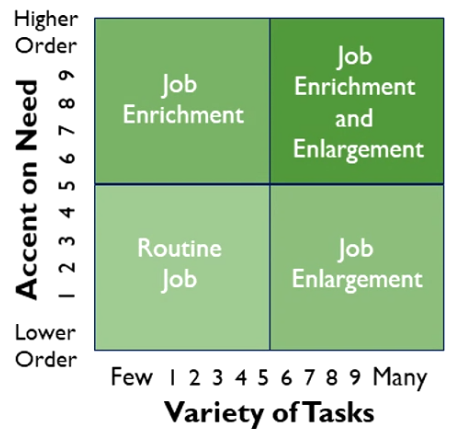 Higher
Order
Accent on Need
1 2 3 4 5 6 7 8 9
Lower
Order
Job
Enrichment
Job
Enrichment
and
Enlargement
Routine
Job
Job
Enlargement
Few 1 2 3 4 5 6 7 8 9 Many
Variety of Tasks